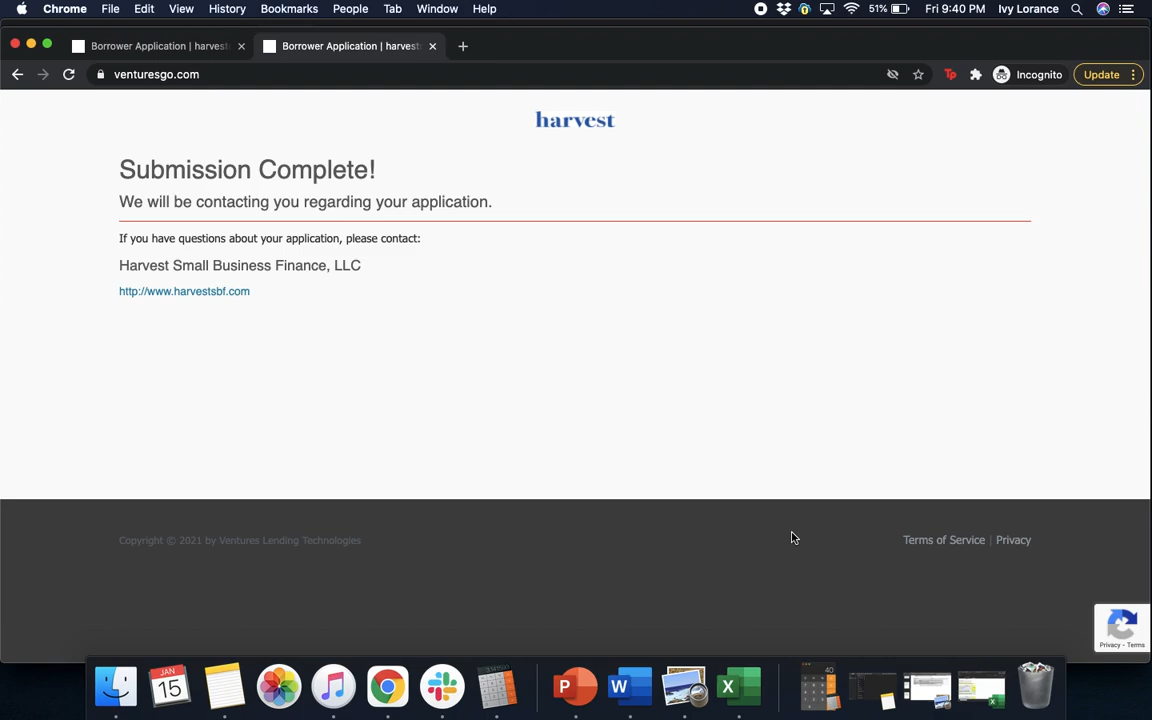 Chrome File Edit View History Bookmarks People Tab Window Help 51% Fri 9:40 PM Ivy Lorance
Borrower Application | harvest Borrower Application | harvest
venturesgo.com Incognito Update
harvest
Submission Complete!
We will be contacting you regarding your application.
If you have questions about your application, please contact:
Harvest Small Business Finance, LLC
http://www.harvestsbf.com
Copyright © 2021 by Ventures Lending Technologies Terms of Service | Privacy
Privacy - Terms
JAN
15
P W X
40